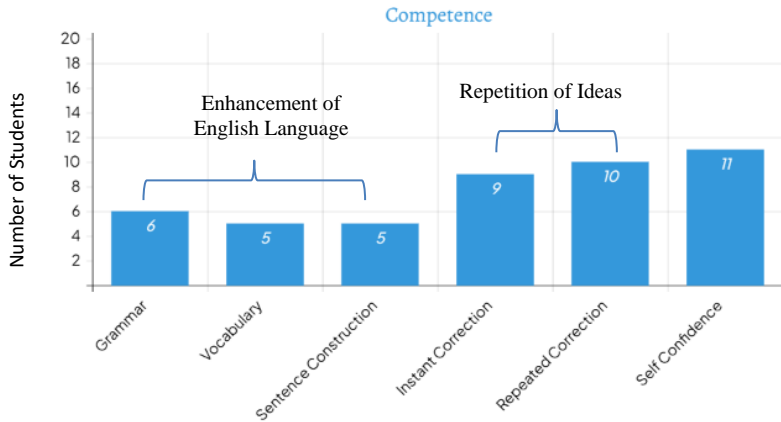 Competence
Number of Students
20
18
16
14
12
10
8
6
4
2
Enhancement of
English Language
Repetition of Ideas
6
5
5
9
10
11
Grammar
Vocabulary
Sentence Construction
Instant Correction
Repeated Correction
Self Confidence